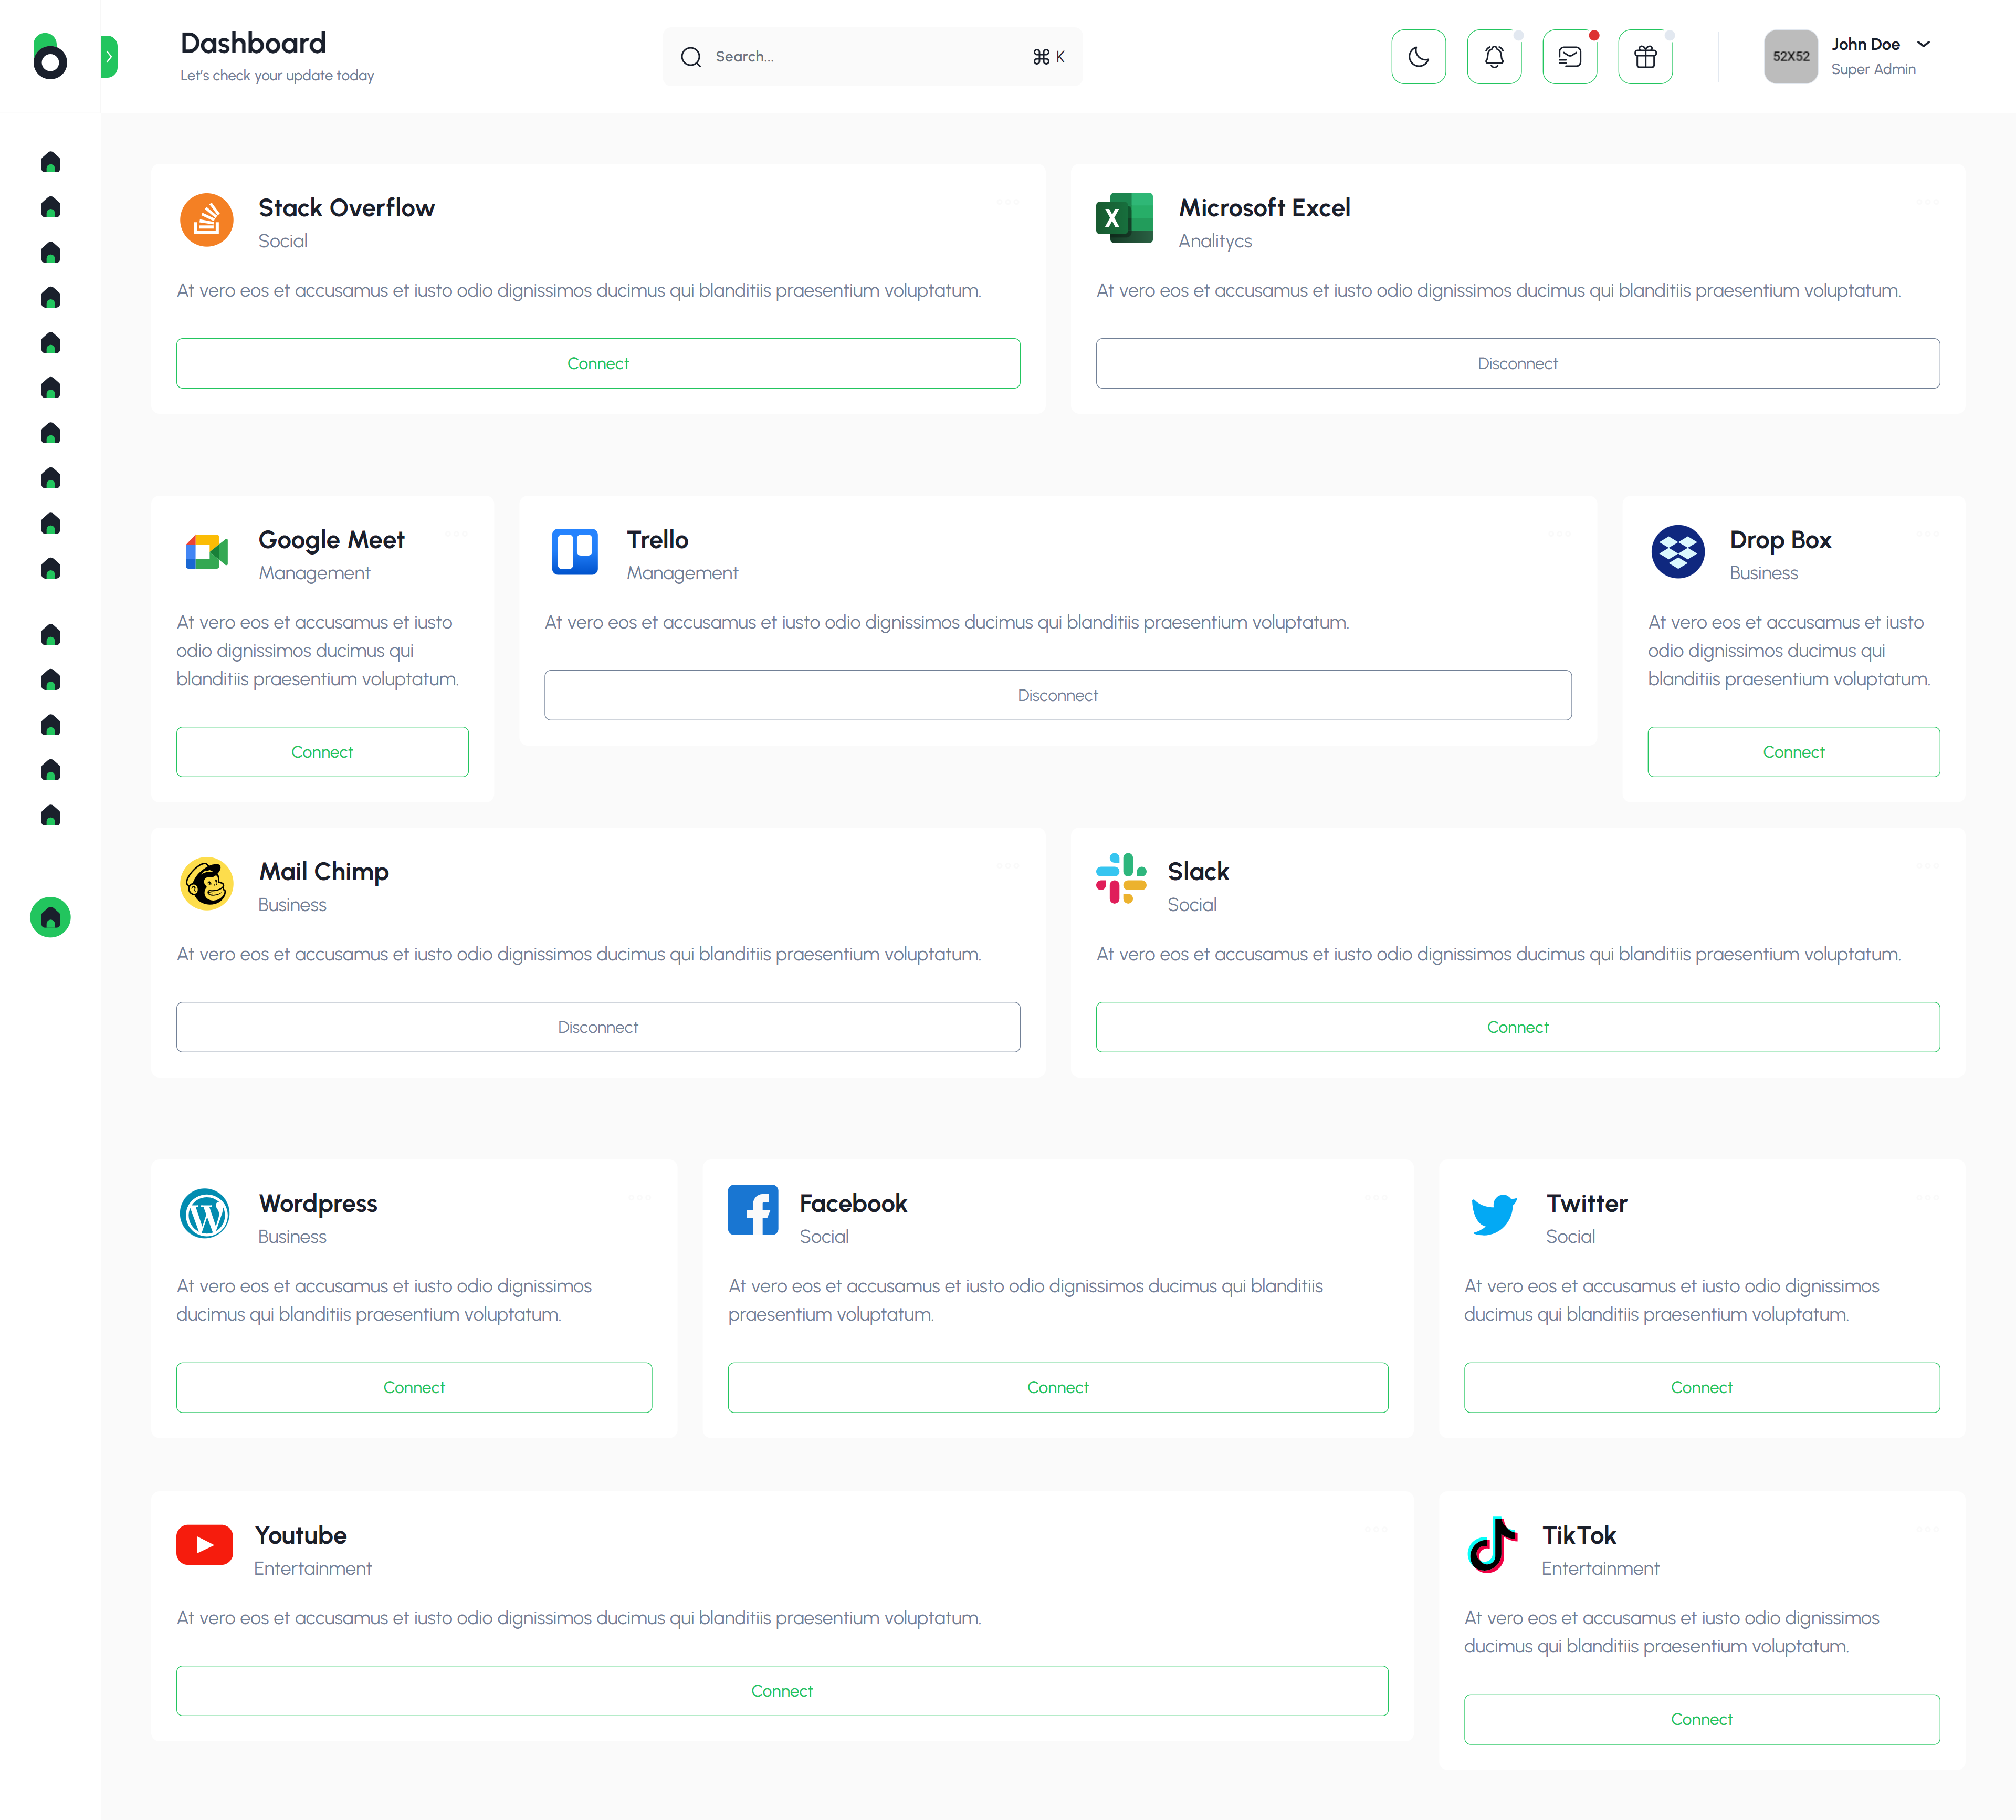 Dashboard
Let's check your update today
Search...
⌘ K
52X52
John Doe
Super Admin
Stack Overflow
Social
At vero eos et accusamus et iusto odio dignissimos ducimus qui blanditiis praesentium voluptatum.
Connect
Microsoft Excel
Analitycs
At vero eos et accusamus et iusto odio dignissimos ducimus qui blanditiis praesentium voluptatum.
Disconnect
Google Meet
Management
At vero eos et accusamus et iusto
odio dignissimos ducimus qui
blanditiis praesentium voluptatum.
Connect
Trello
Management
At vero eos et accusamus et iusto odio dignissimos ducimus qui blanditiis praesentium voluptatum.
Disconnect
Drop Box
Business
At vero eos et accusamus et iusto
odio dignissimos ducimus qui
blanditiis praesentium voluptatum.
Connect
Mail Chimp
Business
At vero eos et accusamus et iusto odio dignissimos ducimus qui blanditiis praesentium voluptatum.
Disconnect
Slack
Social
At vero eos et accusamus et iusto odio dignissimos ducimus qui blanditiis praesentium voluptatum.
Connect
Wordpress
Business
At vero eos et accusamus et iusto odio dignissimos
ducimus qui blanditiis praesentium voluptatum.
Connect
Facebook
Social
At vero eos et accusamus et iusto odio dignissimos ducimus qui blanditiis
praesentium voluptatum.
Connect
Twitter
Social
At vero eos et accusamus et iusto odio dignissimos
ducimus qui blanditiis praesentium voluptatum.
Connect
Youtube
Entertainment
At vero eos et accusamus et iusto odio dignissimos ducimus qui blanditiis praesentium voluptatum.
Connect
TikTok
Entertainment
At vero eos et accusamus et iusto odio dignissimos
ducimus qui blanditiis praesentium voluptatum.
Connect